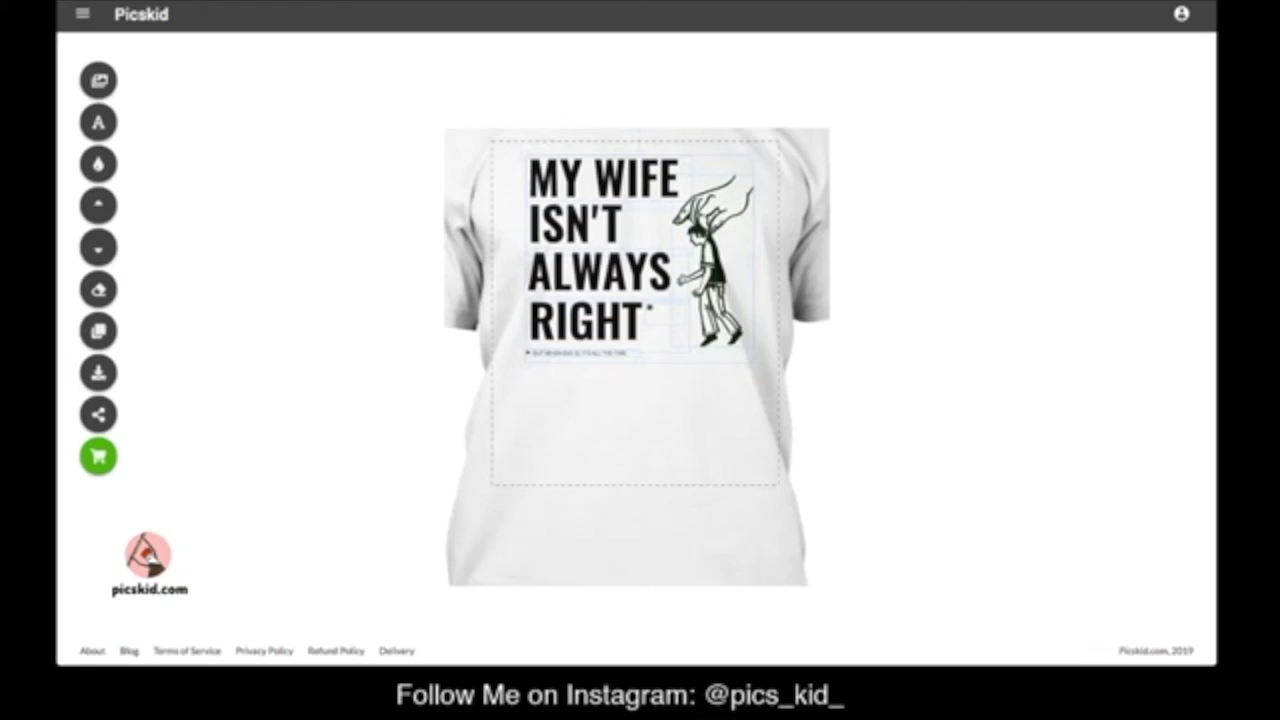 Picskid
A
MY WIFE
ISN'T
ALWAYS
RIGHT*
picskid.com
About Blog Terms of Service Privacy Policy Refund Policy Delivery
Picskid.com, 2019
Follow Me on Instagram: @pics_kid_